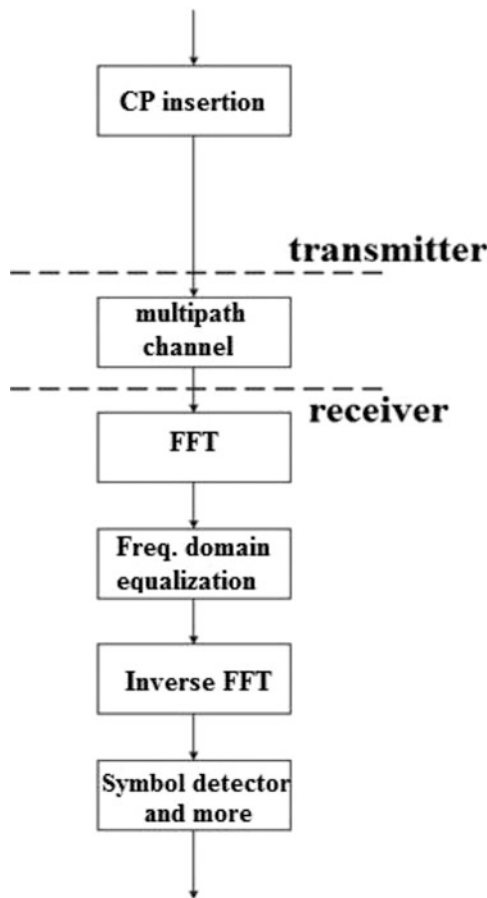 CP insertion
transmitter
multipath
channel
receiver
FFT
Freq. domain
equalization
Inverse FFT
Symbol detector
and more